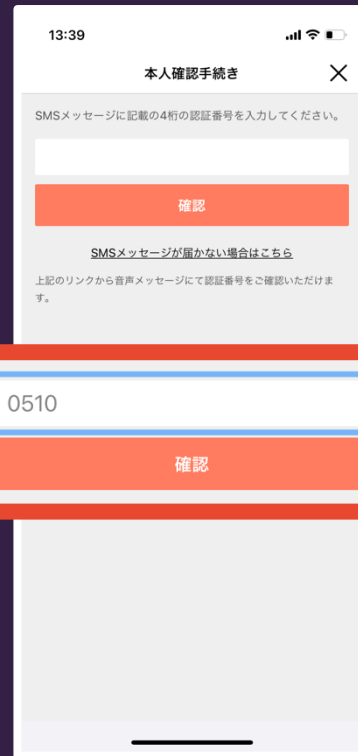 13:39
本人確認手続き
SMSメッセージに記載の4桁の認証番号を入力してください。
確認
SMSメッセージが届かない場合はこちら
上記のリンクから音声メッセージにて認証番号をご確認いただけま
す。
0510
確認